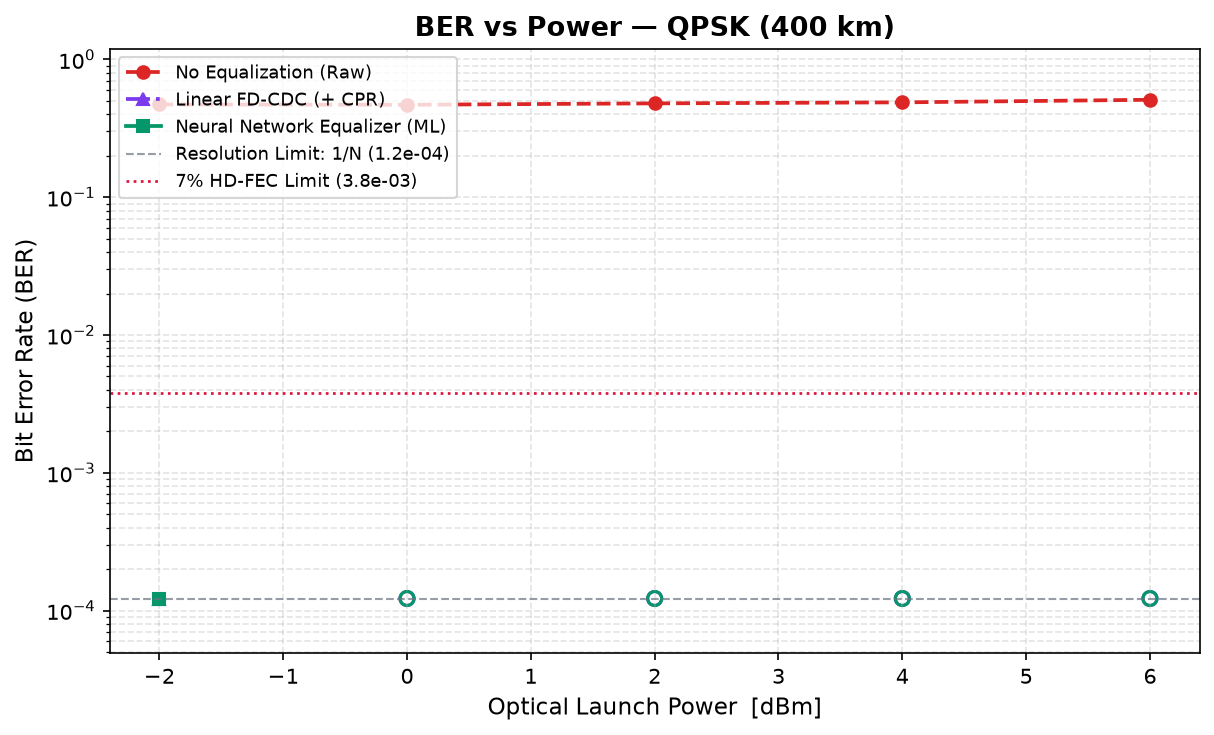 BER vs Power — QPSK (400 km)
No Equalization (Raw)
Linear FD-CDC (+ CPR)
Neural Network Equalizer (ML)
Resolution Limit: 1/N (1.2e-04)
7% HD-FEC Limit (3.8e-03)
Bit Error Rate (BER)
10⁰
10⁻¹
10⁻²
10⁻³
10⁻⁴
−2 −1 0 1 2 3 4 5 6
Optical Launch Power [dBm]